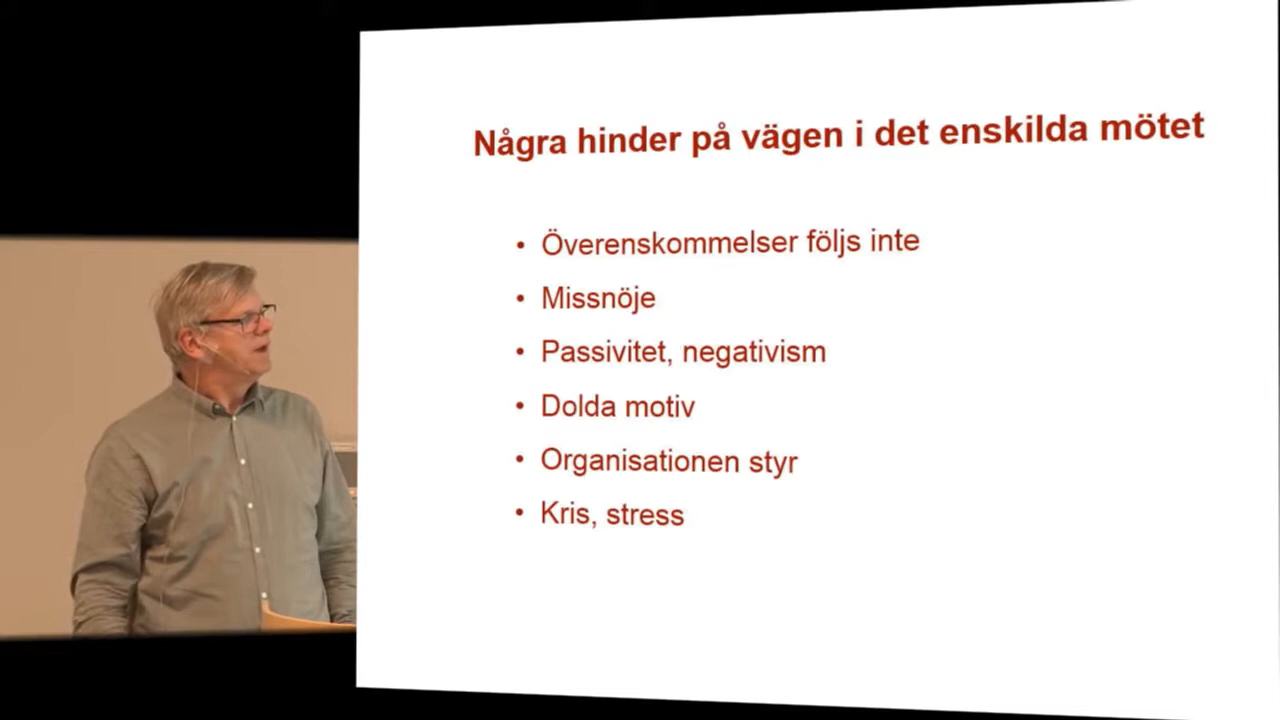 Några hinder på vägen i det enskilda mötet
• Överenskommelser följs inte
• Missnöje
• Passivitet, negativism
• Dolda motiv
• Organisationen styr
• Kris, stress